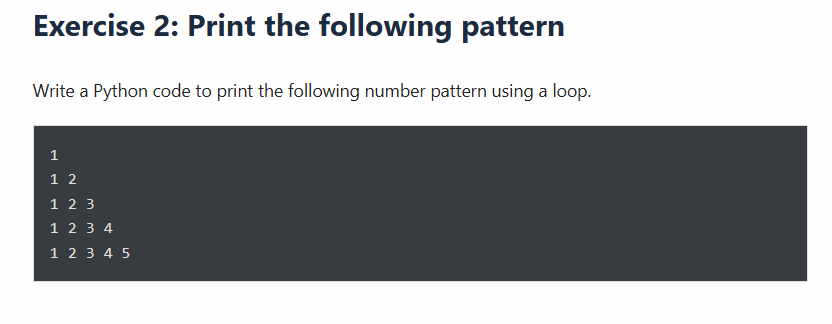 Exercise 2: Print the following pattern
Write a Python code to print the following number pattern using a loop.
1
1 2
1 2 3
1 2 3 4
1 2 3 4 5